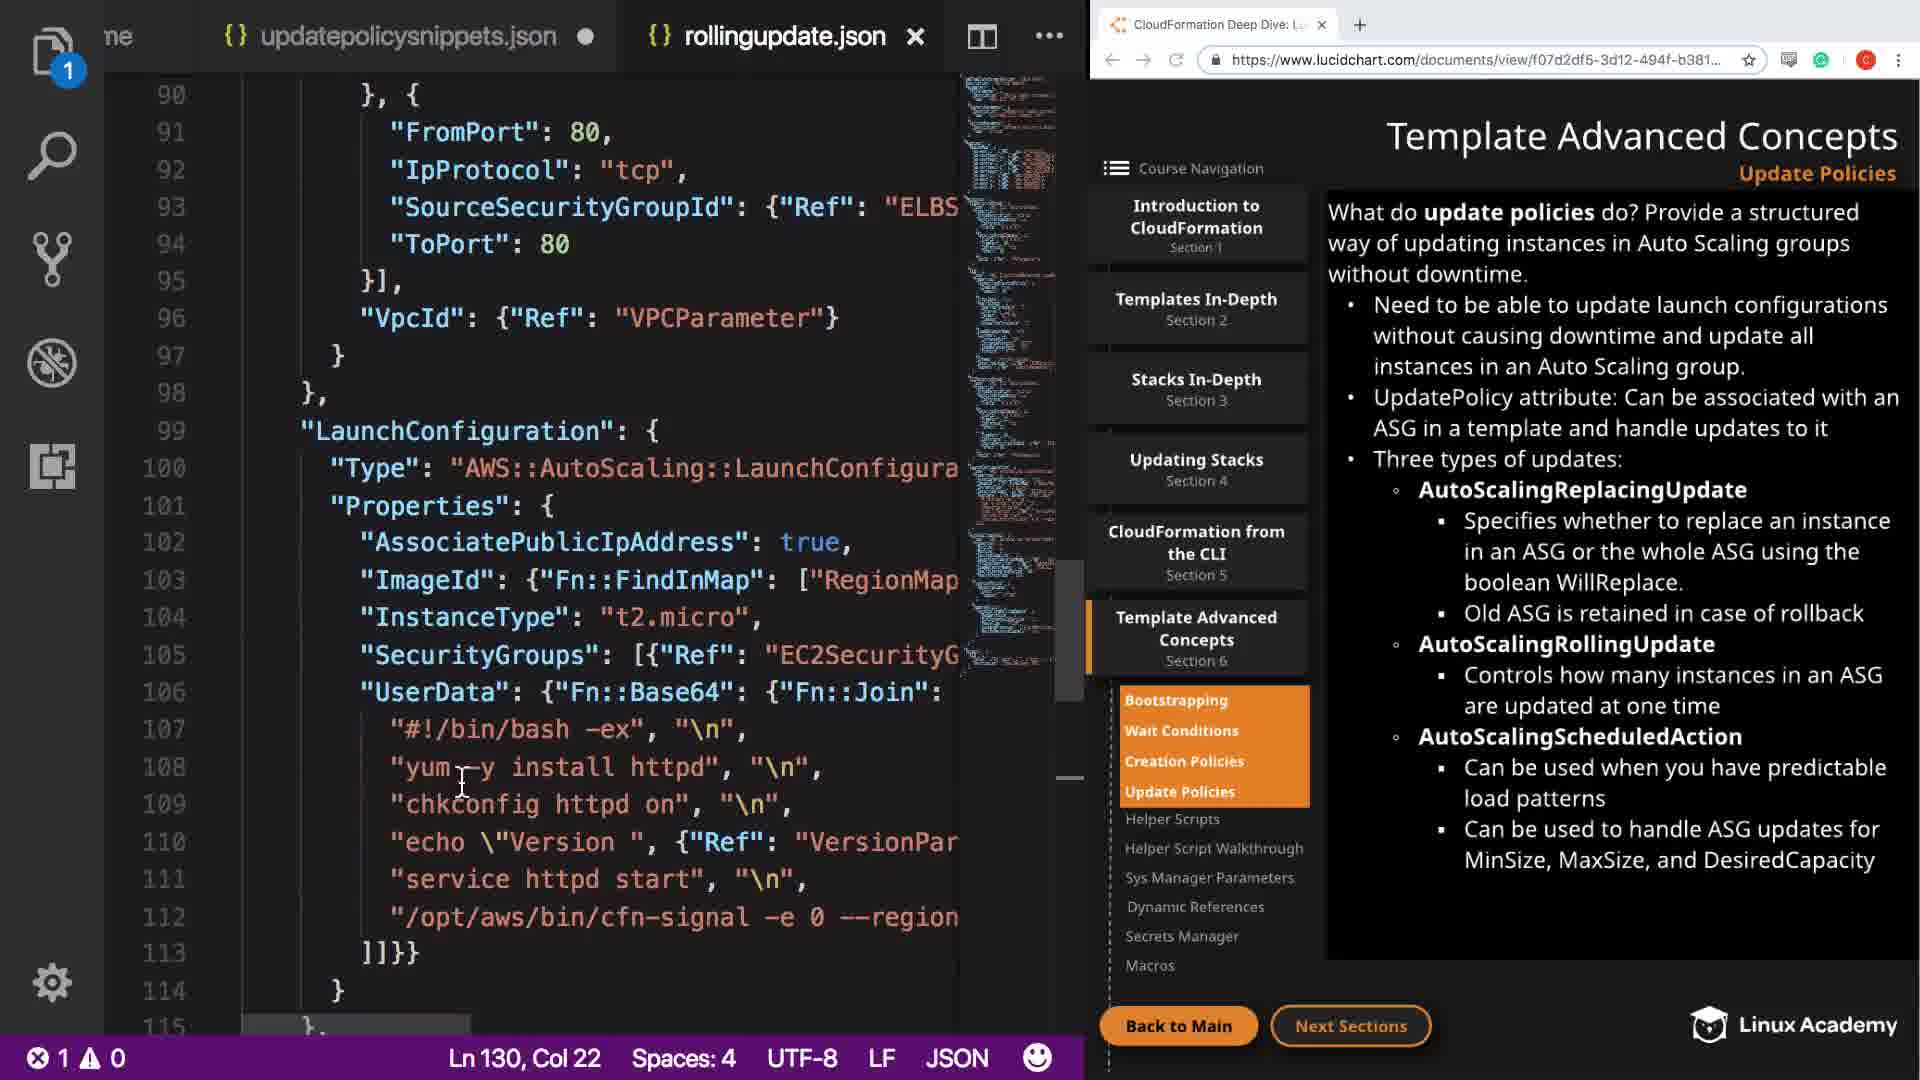 me
{} updatepolicysnippets.json
{} rollingupdate.json
1
90 }, {
91 "FromPort": 80,
92 "IpProtocol": "tcp",
93 "SourceSecurityGroupId": {"Ref": "ELBS
94 "ToPort": 80
95 }],
96 "VpcId": {"Ref": "VPCParameter"}
97 }
98 },
99 "LaunchConfiguration": {
100 "Type": "AWS::AutoScaling::LaunchConfigura
101 "Properties": {
102 "AssociatePublicIpAddress": true,
103 "ImageId": {"Fn::FindInMap": ["RegionMap
104 "InstanceType": "t2.micro",
105 "SecurityGroups": [{"Ref": "EC2SecurityG
106 "UserData": {"Fn::Base64": {"Fn::Join":
107 "#!/bin/bash -ex", "\n",
108 "yum -y install httpd", "\n",
109 "chkconfig httpd on", "\n",
110 "echo \"Version ", {"Ref": "VersionPar
111 "service httpd start", "\n",
112 "/opt/aws/bin/cfn-signal -e 0 --region
113 ]]}}
114 }
115 },
1 0
Ln 130, Col 22 Spaces: 4 UTF-8 LF JSON
CloudFormation Deep Dive: Lu
https://www.lucidchart.com/documents/view/f07d2df5-3d12-494f-b381...
C
Template Advanced Concepts
Update Policies
Course Navigation
Introduction to
CloudFormation
Section 1
Templates In-Depth
Section 2
Stacks In-Depth
Section 3
Updating Stacks
Section 4
CloudFormation from
the CLI
Section 5
Template Advanced
Concepts
Section 6
Bootstrapping
Wait Conditions
Creation Policies
Update Policies
Helper Scripts
Helper Script Walkthrough
Sys Manager Parameters
Dynamic References
Secrets Manager
Macros
What do update policies do? Provide a structured
way of updating instances in Auto Scaling groups
without downtime.
• Need to be able to update launch configurations
without causing downtime and update all
instances in an Auto Scaling group.
• UpdatePolicy attribute: Can be associated with an
ASG in a template and handle updates to it
• Three types of updates:
◦ AutoScalingReplacingUpdate
▪ Specifies whether to replace an instance
in an ASG or the whole ASG using the
boolean WillReplace.
▪ Old ASG is retained in case of rollback
◦ AutoScalingRollingUpdate
▪ Controls how many instances in an ASG
are updated at one time
◦ AutoScalingScheduledAction
▪ Can be used when you have predictable
load patterns
▪ Can be used to handle ASG updates for
MinSize, MaxSize, and DesiredCapacity
Back to Main
Next Sections
Linux Academy